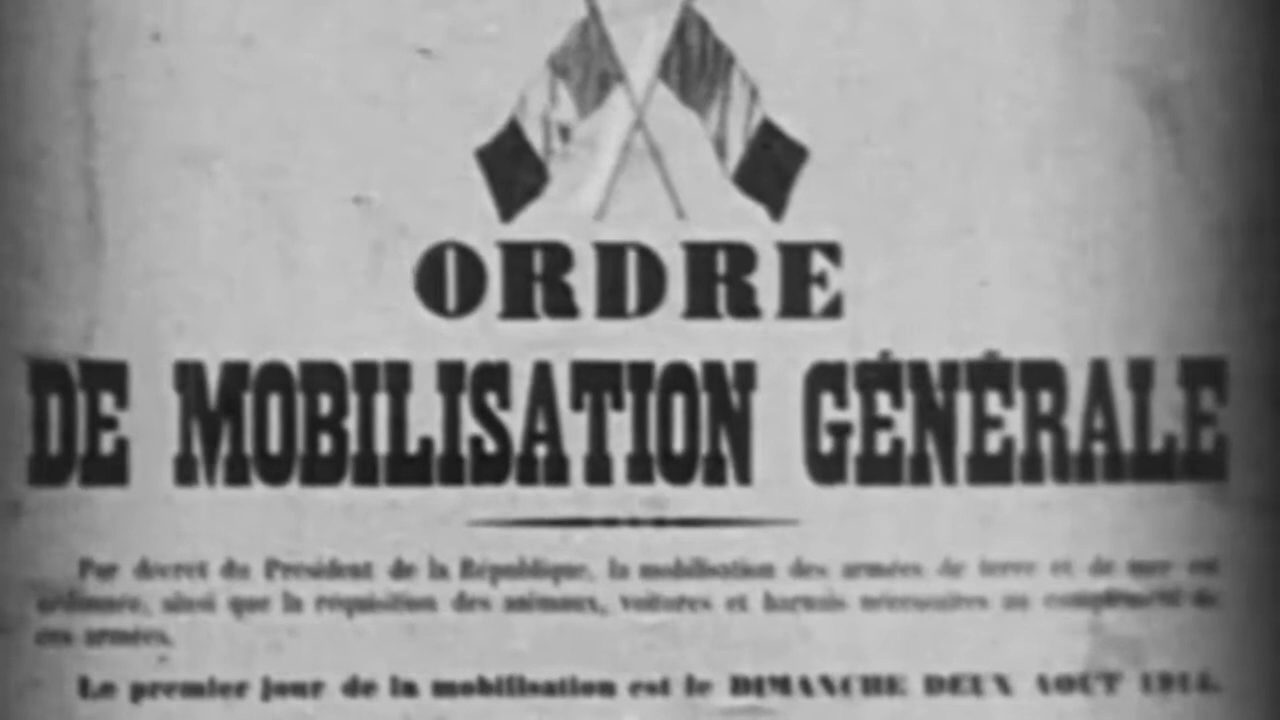 ORDRE
DE MOBILISATION GÉNÉRALE
Par décret du Président de la République, la mobilisation des armées de terre et de mer est
ordonnée, ainsi que la réquisition des animaux, voitures et harnais nécessaires au complément de
ces armées.
Le premier jour de la mobilisation est le DIMANCHE DEUX AOUT 1914.